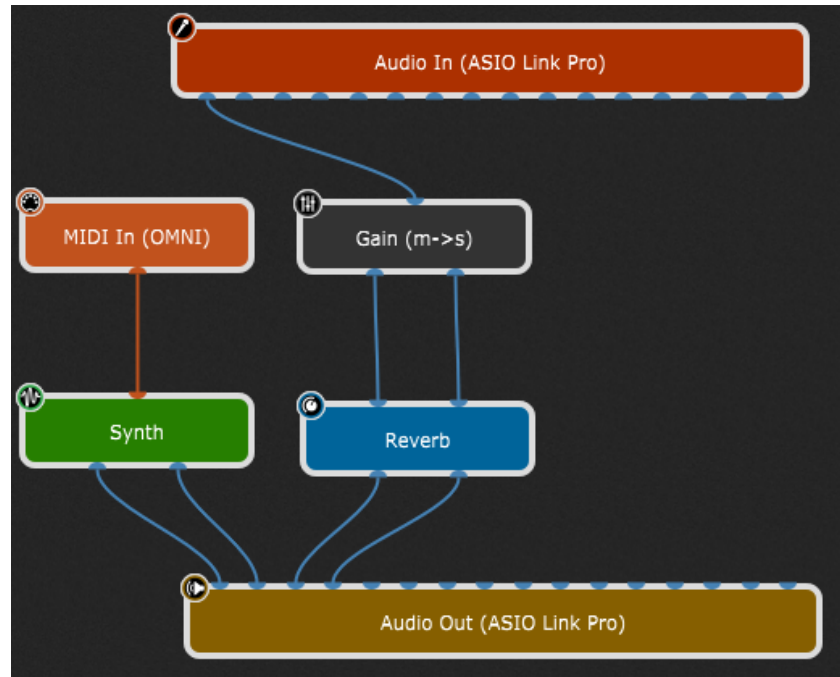 Audio In (ASIO Link Pro)
MIDI In (OMNI)
Gain (m->s)
Synth
Reverb
Audio Out (ASIO Link Pro)